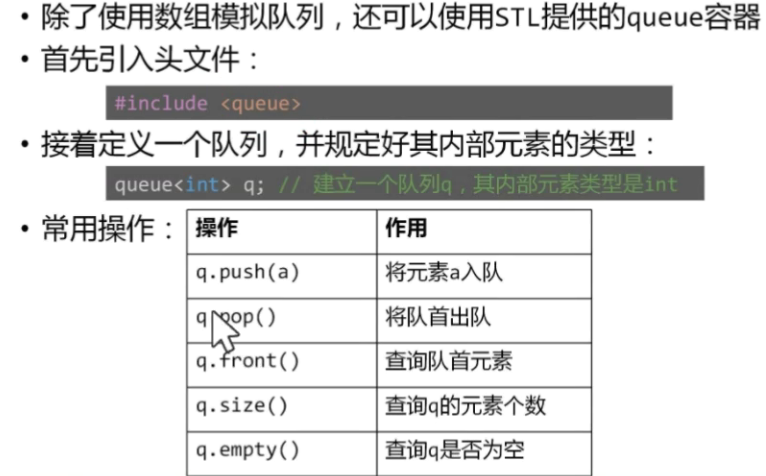 • 除了使用数组模拟队列，还可以使用STL提供的queue容器
• 首先引入头文件：
#include <queue>
• 接着定义一个队列，并规定好其内部元素的类型：
queue<int> q; // 建立一个队列q，其内部元素类型是int
• 常用操作：
操作 作用
q.push(a) 将元素a入队
q.pop() 将队首出队
q.front() 查询队首元素
q.size() 查询q的元素个数
q.empty() 查询q是否为空